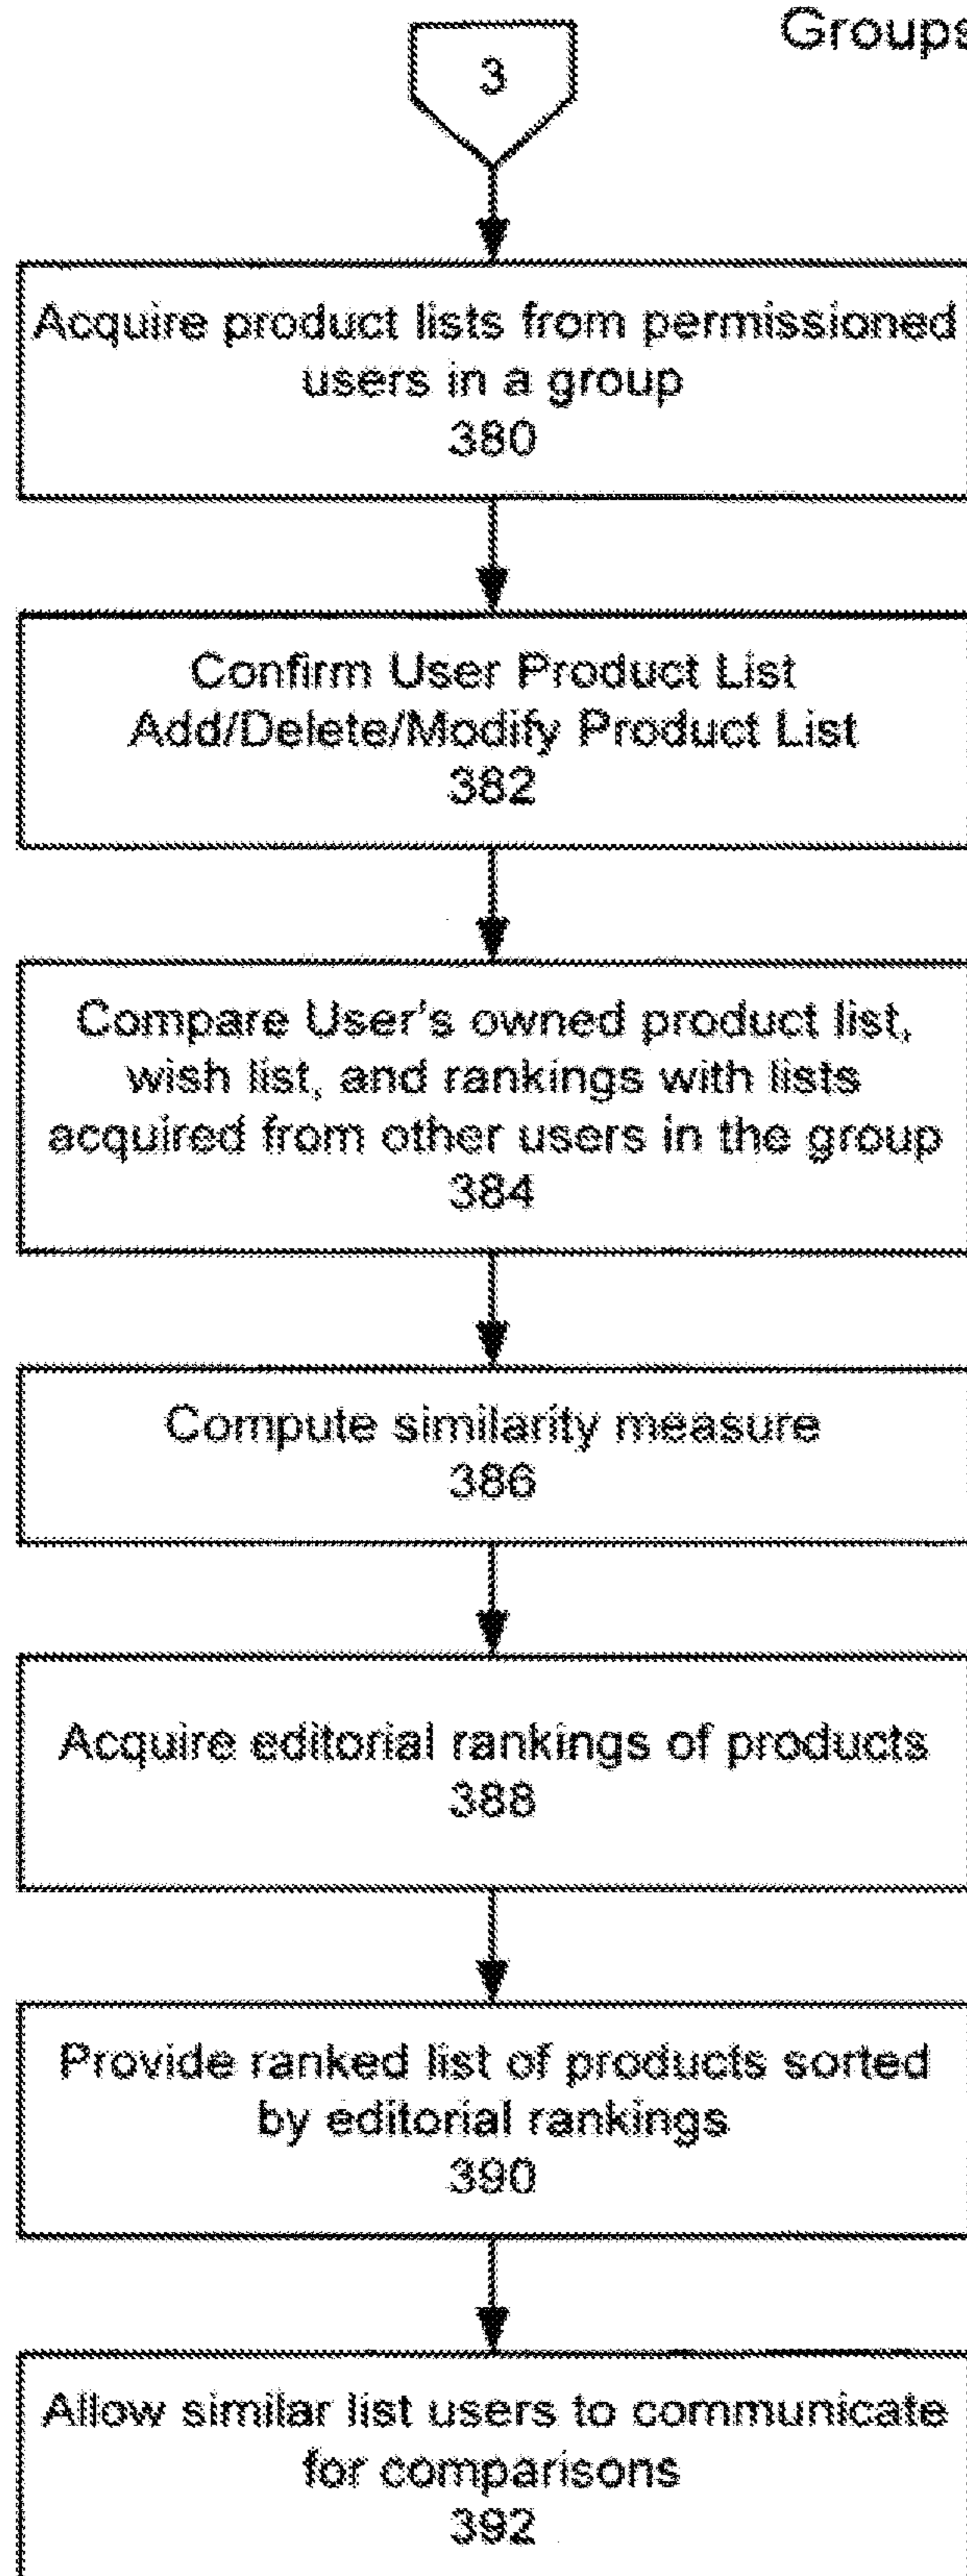 Groups
3
Acquire product lists from permissioned
users in a group
380
Confirm User Product List
Add/Delete/Modify Product List
382
Compare User's owned product list,
wish list, and rankings with lists
acquired from other users in the group
384
Compute similarity measure
386
Acquire editorial rankings of products
388
Provide ranked list of products sorted
by editorial rankings
390
Allow similar list users to communicate
for comparisons
392